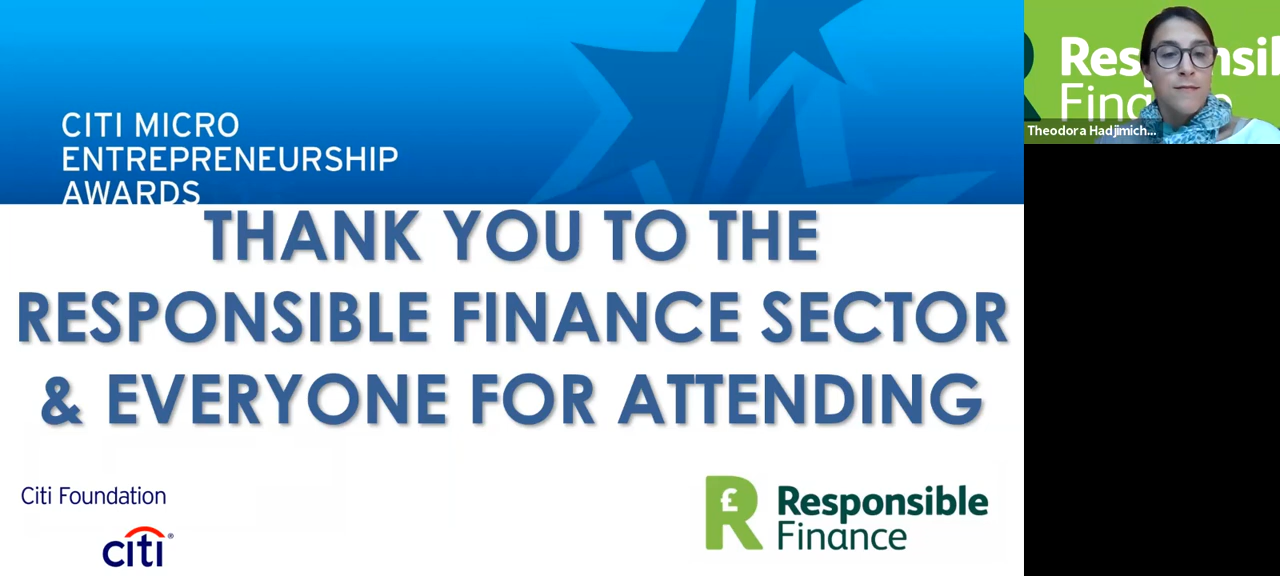 CITI MICRO
ENTREPRENEURSHIP
AWARDS
THANK YOU TO THE
RESPONSIBLE FINANCE SECTOR
& EVERYONE FOR ATTENDING
Citi Foundation
citi®
R£
Responsible
Finance
Theodora Hadjimich...